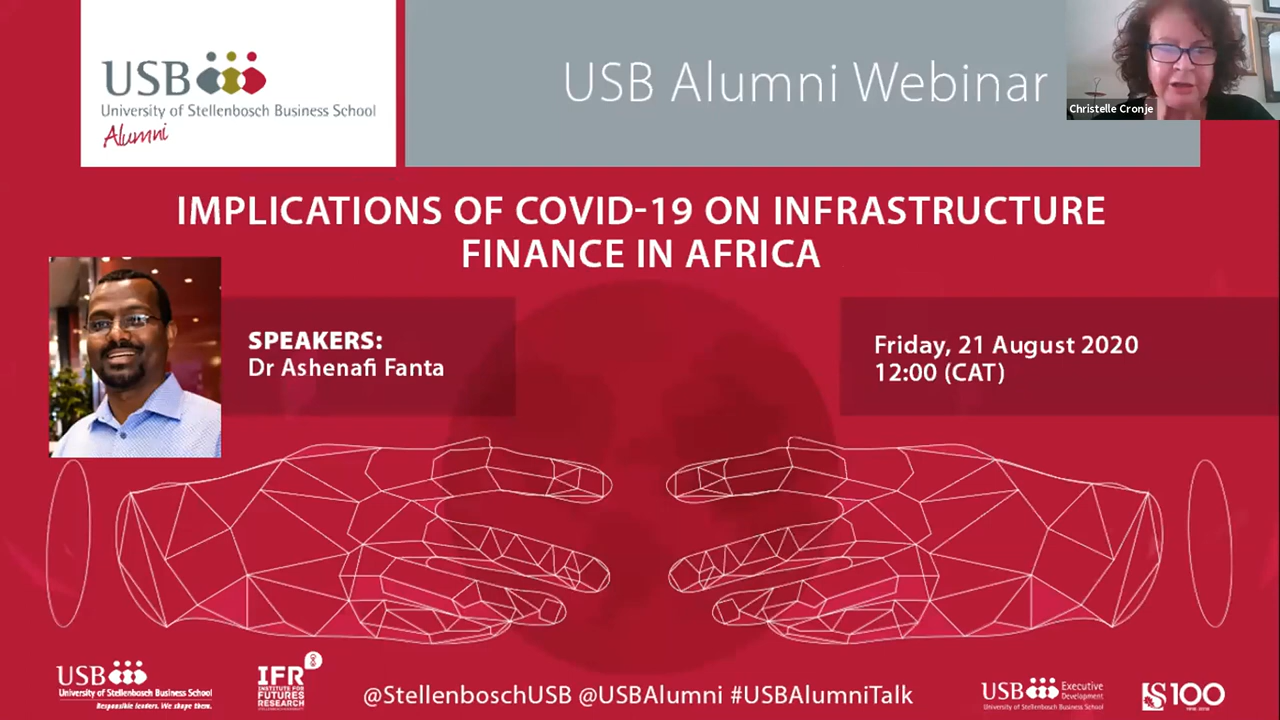 USB
University of Stellenbosch Business School
Alumni
USB Alumni Webinar
Christelle Cronje
IMPLICATIONS OF COVID-19 ON INFRASTRUCTURE
FINANCE IN AFRICA
SPEAKERS:
Dr Ashenafi Fanta
Friday, 21 August 2020
12:00 (CAT)
USB
University of Stellenbosch Business School
Responsible leaders. We shape them.
IFR
INSTITUTE FOR
FUTURES
RESEARCH
@StellenboschUSB @USBAlumni #USBAlumniTalk
USB Executive
Development
University of Stellenbosch Business School
100